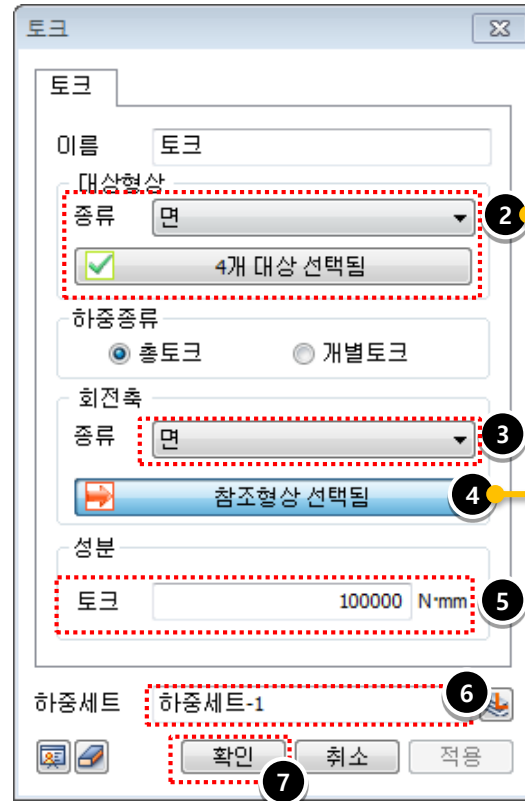 토크
토크
이름 토크
대상형상
종류 면 2
4개 대상 선택됨
하중종류
총토크 개별토크
회전축
종류 면 3
참조형상 선택됨 4
성분
토크 100000 N·mm 5
하중세트 하중세트-1 6
확인 취소 적용
7